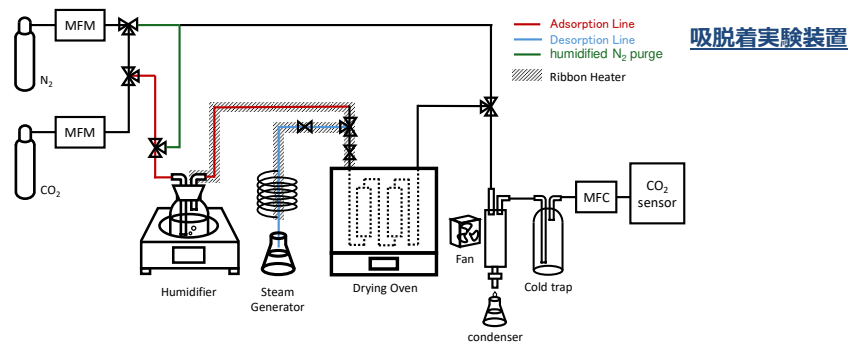 MFM
N2
MFM
CO2
Adsorption Line
Desorption Line
humidified N2 purge
Ribbon Heater
吸脱着実験装置
Humidifier
Steam
Generator
Drying Oven
Fan
condenser
Cold trap
MFC
CO2
sensor